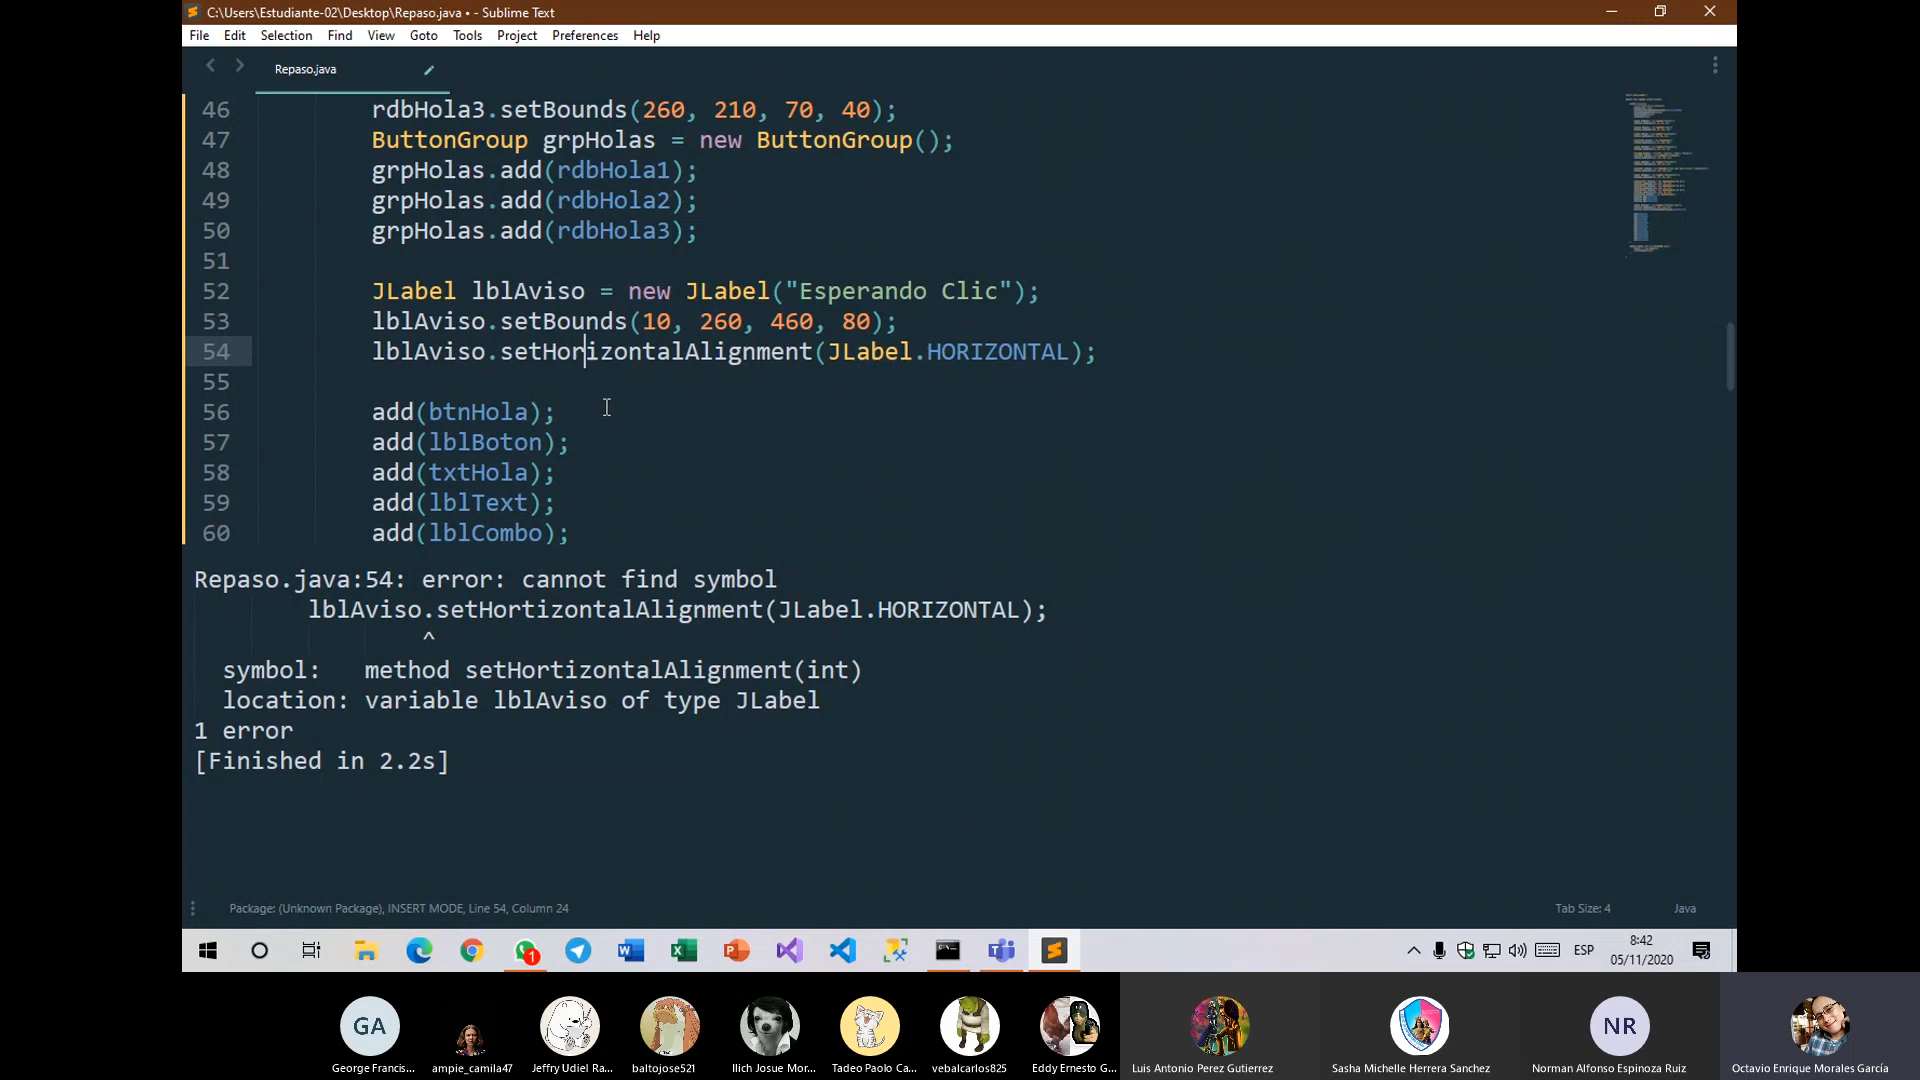 C:\Users\Estudiante-02\Desktop\Repaso.java • - Sublime Text
File Edit Selection Find View Goto Tools Project Preferences Help
Repaso.java
46 rdbHola3.setBounds(260, 210, 70, 40);
47 ButtonGroup grpHolas = new ButtonGroup();
48 grpHolas.add(rdbHola1);
49 grpHolas.add(rdbHola2);
50 grpHolas.add(rdbHola3);
51
52 JLabel lblAviso = new JLabel("Esperando Clic");
53 lblAviso.setBounds(10, 260, 460, 80);
54 lblAviso.setHorizontalAlignment(JLabel.HORIZONTAL);
55
56 add(btnHola);
57 add(lblBoton);
58 add(txtHola);
59 add(lblText);
60 add(lblCombo);
Repaso.java:54: error: cannot find symbol
lblAviso.setHortizontalAlignment(JLabel.HORIZONTAL);
^
symbol: method setHortizontalAlignment(int)
location: variable lblAviso of type JLabel
1 error
[Finished in 2.2s]
Package: (Unknown Package), INSERT MODE, Line 54, Column 24 Tab Size: 4 Java
1 ESP 8:42
05/11/2020
GA NR
George Francis... ampie_camila47 Jeffry Udiel Ra... baltojose521 Illich Josue Mor... Tadeo Paolo Ca... vebalcarlos825 Eddy Ernesto G... Luis Antonio Perez Gutierrez Sasha Michelle Herrera Sanchez Norman Alfonso Espinoza Ruiz Octavio Enrique Morales García